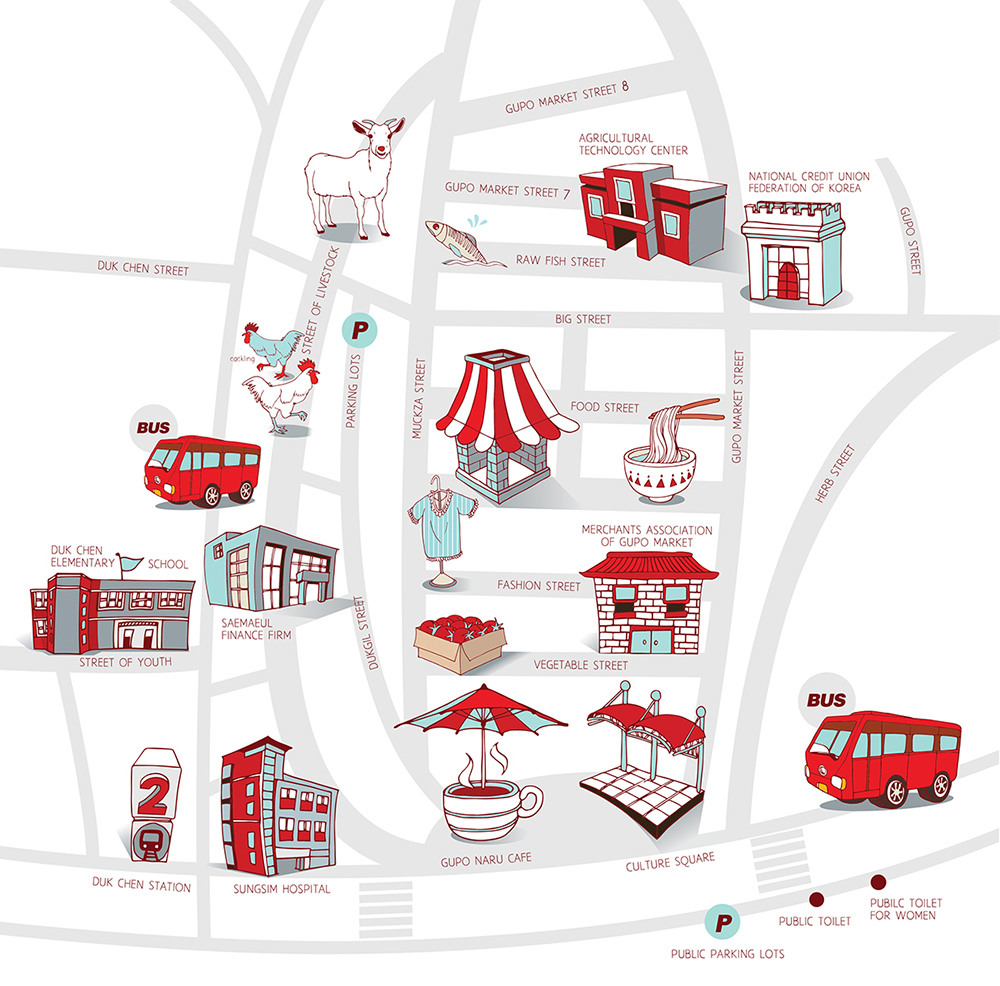 GUPO MARKET STREET 8
AGRICULTURAL
TECHNOLOGY CENTER
NATIONAL CREDIT UNION
FEDERATION OF KOREA
GUPO MARKET STREET 7
GUPO STREET
DUK CHEN STREET
STREET OF LIVESTOCK
RAW FISH STREET
BIG STREET
P
cackling
PARKING LOTS
MUCKZA STREET
GUPO MARKET STREET
FOOD STREET
BUS
HERB STREET
MERCHANTS ASSOCIATION
OF GUPO MARKET
DUK CHEN
ELEMENTARY SCHOOL
FASHION STREET
SAEMAEUL
FINANCE FIRM
DUKGIL STREET
STREET OF YOUTH
VEGETABLE STREET
BUS
2
GUPO NARU CAFE
CULTURE SQUARE
DUK CHEN STATION
SUNGSIM HOSPITAL
PUBILC TOILET
FOR WOMEN
PUBLIC TOILET
P
PUBLIC PARKING LOTS